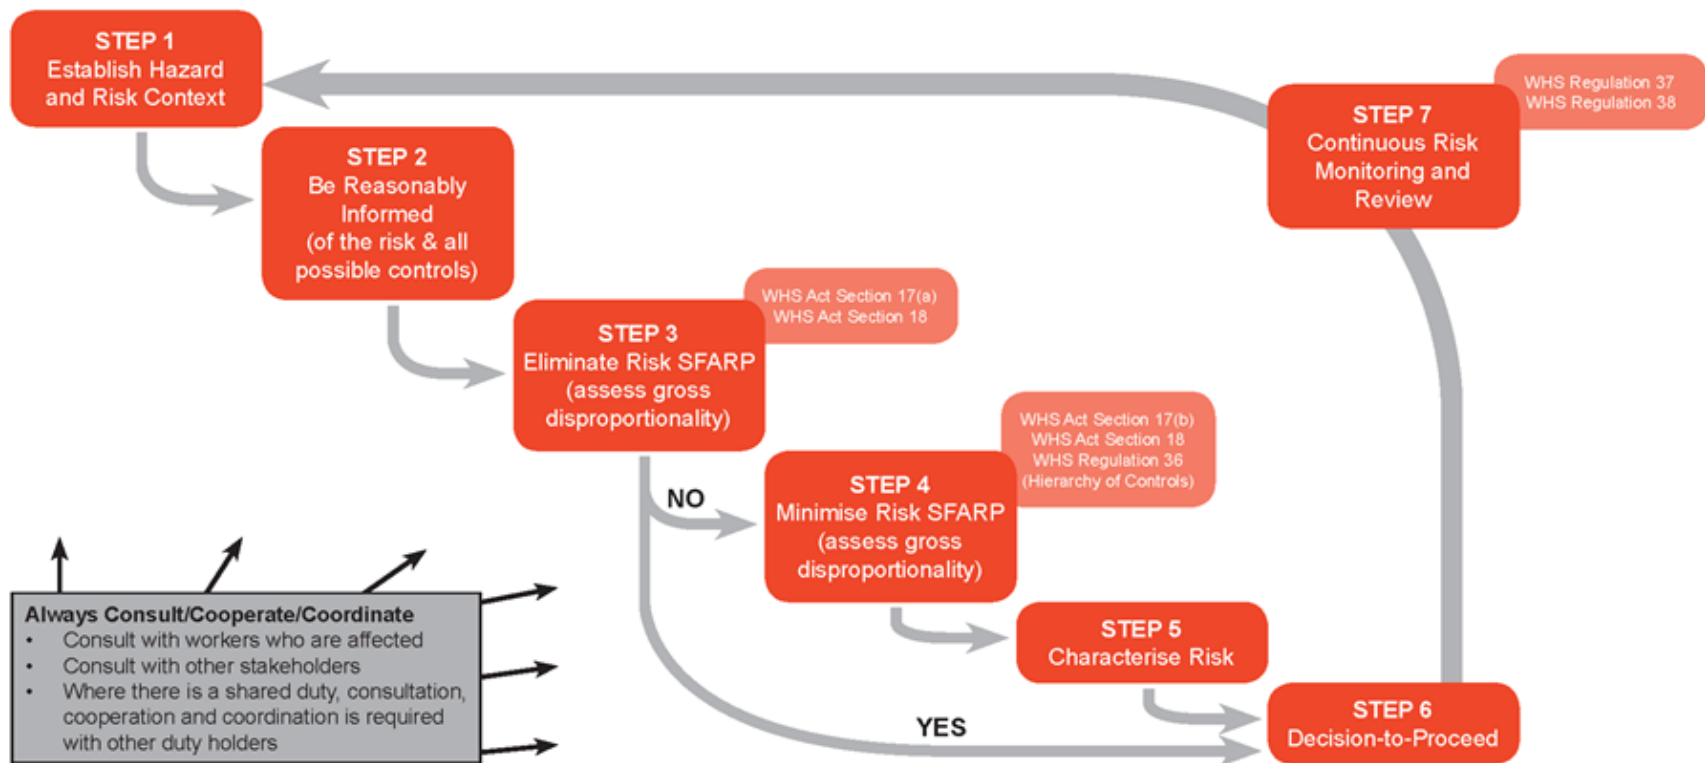 STEP 1
Establish Hazard
and Risk Context
STEP 2
Be Reasonably
Informed
(of the risk & all
possible controls)
WHS Act Section 17(a)
WHS Act Section 18
STEP 3
Eliminate Risk SFARP
(assess gross
disproportionality)
NO
YES
WHS Act Section 17(b)
WHS Act Section 18
WHS Regulation 36
(Hierarchy of Controls)
STEP 4
Minimise Risk SFARP
(assess gross
disproportionality)
STEP 5
Characterise Risk
STEP 6
Decision-to-Proceed
WHS Regulation 37
WHS Regulation 38
STEP 7
Continuous Risk
Monitoring and
Review
Always Consult/Cooperate/Coordinate
• Consult with workers who are affected
• Consult with other stakeholders
• Where there is a shared duty, consultation,
cooperation and coordination is required
with other duty holders